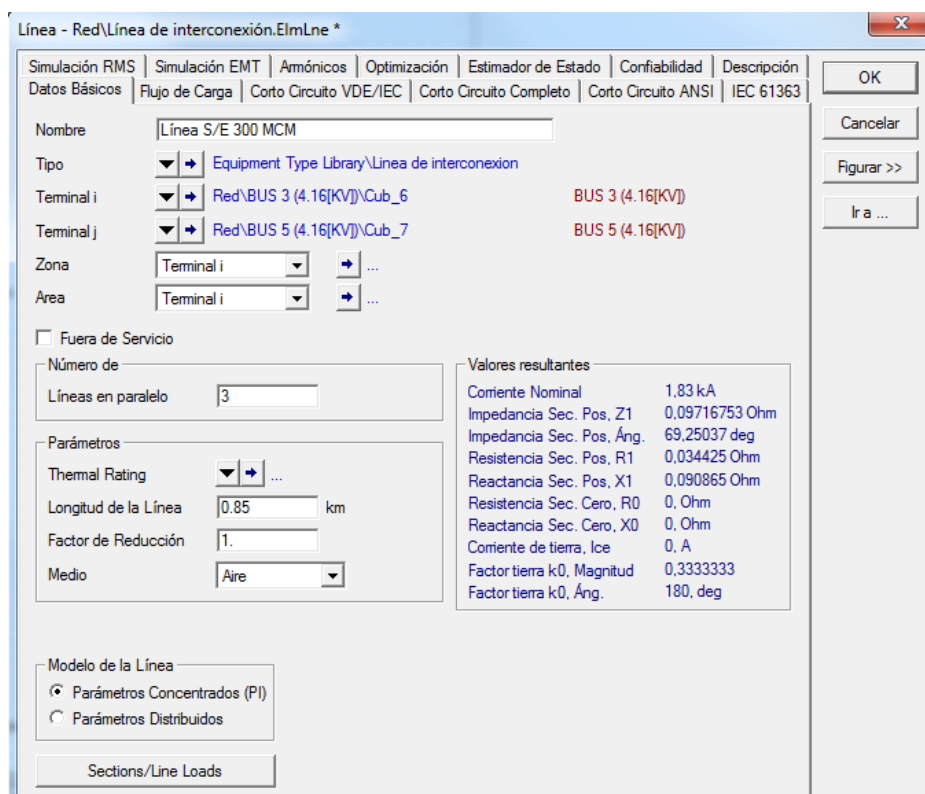 Línea - Red\Línea de interconexión.ElmLne *
Simulación RMS Simulación EMT Armónicos Optimización Estimador de Estado Confiabilidad Descripción
Datos Básicos Flujo de Carga Corto Circuito VDE/IEC Corto Circuito Completo Corto Circuito ANSI IEC 61363
OK
Cancelar
Figurar >>
Ir a ...
Nombre Línea S/E 300 MCM
Tipo Equipment Type Library\Linea de interconexion
Terminal i Red\BUS 3 (4.16[KV])\Cub_6 BUS 3 (4.16[KV])
Terminal j Red\BUS 5 (4.16[KV])\Cub_7 BUS 5 (4.16[KV])
Zona Terminal i ...
Area Terminal i ...
Fuera de Servicio
Número de
Líneas en paralelo 3
Parámetros
Thermal Rating ...
Longitud de la Línea 0.85 km
Factor de Reducción 1.
Medio Aire
Valores resultantes
Corriente Nominal 1,83 kA
Impedancia Sec. Pos, Z1 0,09716753 Ohm
Impedancia Sec. Pos, Áng. 69,25037 deg
Resistencia Sec. Pos, R1 0,034425 Ohm
Reactancia Sec. Pos, X1 0,090865 Ohm
Resistencia Sec. Cero, R0 0, Ohm
Reactancia Sec. Cero, X0 0, Ohm
Corriente de tierra, Ice 0, A
Factor tierra k0, Magnitud 0,3333333
Factor tierra k0, Áng. 180, deg
Modelo de la Línea
Parámetros Concentrados (PI)
Parámetros Distribuidos
Sections/Line Loads